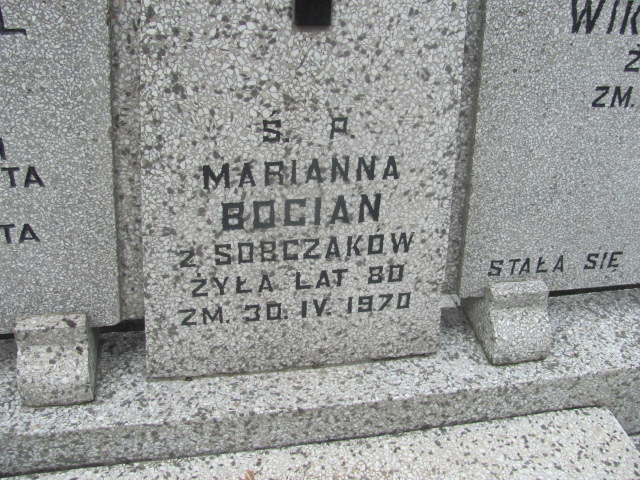 Ś. P.
MARIANNA
BOCIAN
Z SOBCZAKÓW
ŻYŁA LAT 80
ZM. 30. IV. 1970
TA
TA
Z
ZM.
STAŁA SIĘ